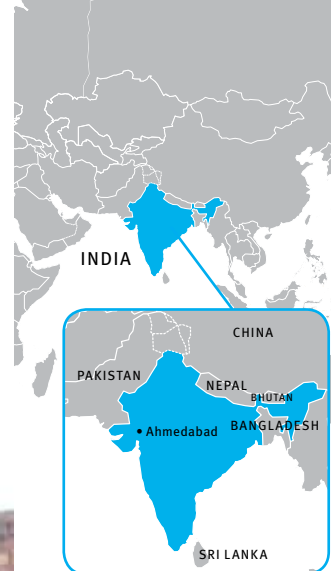 INDIA
CHINA
PAKISTAN
NEPAL
BHUTAN
BANGLADESH
• Ahmedabad
SRI LANKA